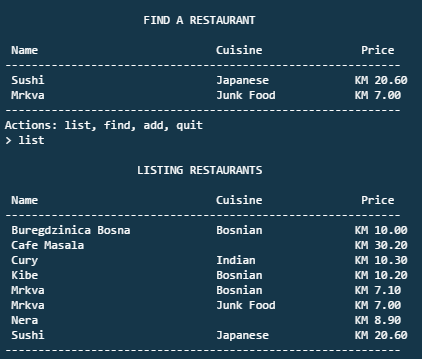 FIND A RESTAURANT
Name Cuisine Price
------------------------------------------------------------
Sushi Japanese KM 20.60
Mrkva Junk Food KM 7.00
------------------------------------------------------------
Actions: list, find, add, quit
> list
LISTING RESTAURANTS
Name Cuisine Price
------------------------------------------------------------
Buregdzinica Bosna Bosnian KM 10.00
Cafe Masala KM 30.20
Cury Indian KM 10.30
Kibe Bosnian KM 10.20
Mrkva Bosnian KM 7.10
Mrkva Junk Food KM 7.00
Nera KM 8.90
Sushi Japanese KM 20.60
------------------------------------------------------------